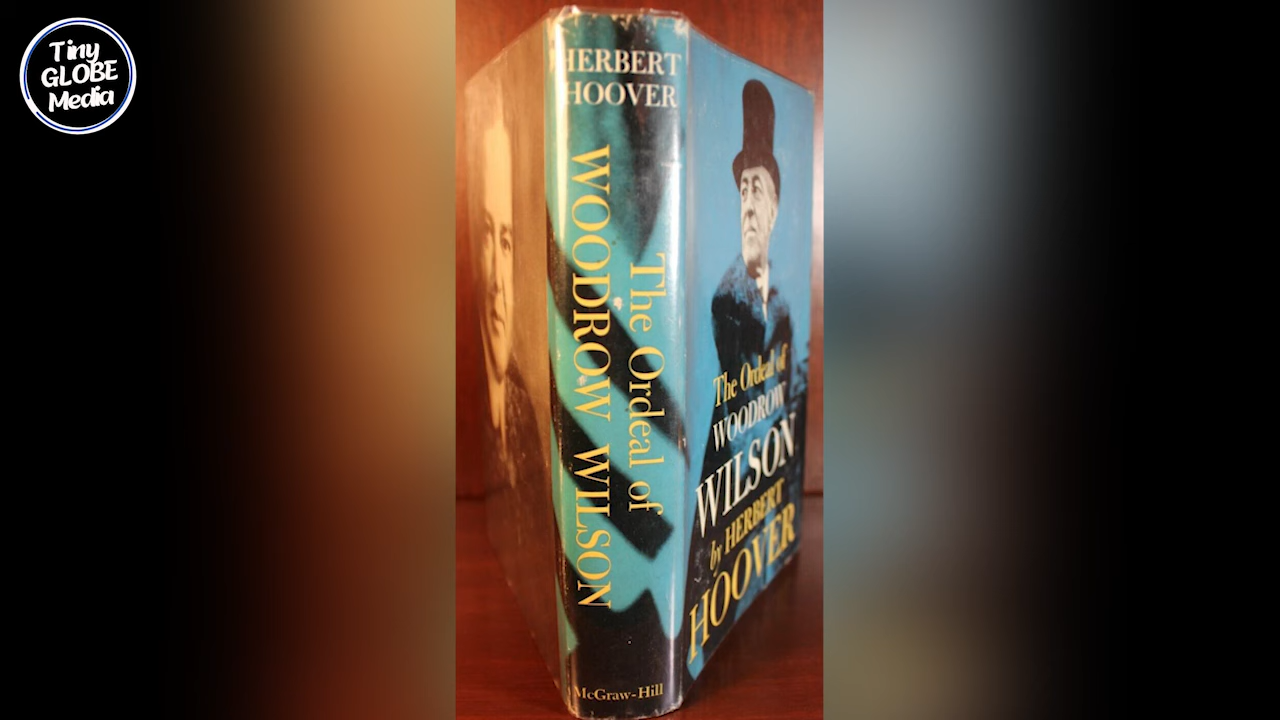 Tiny
GLOBE
Media
HERBERT
HOOVER
The Ordeal of
WOODROW WILSON
McGraw-Hill
The Ordeal of
WOODROW
WILSON
by HERBERT
HOOVER